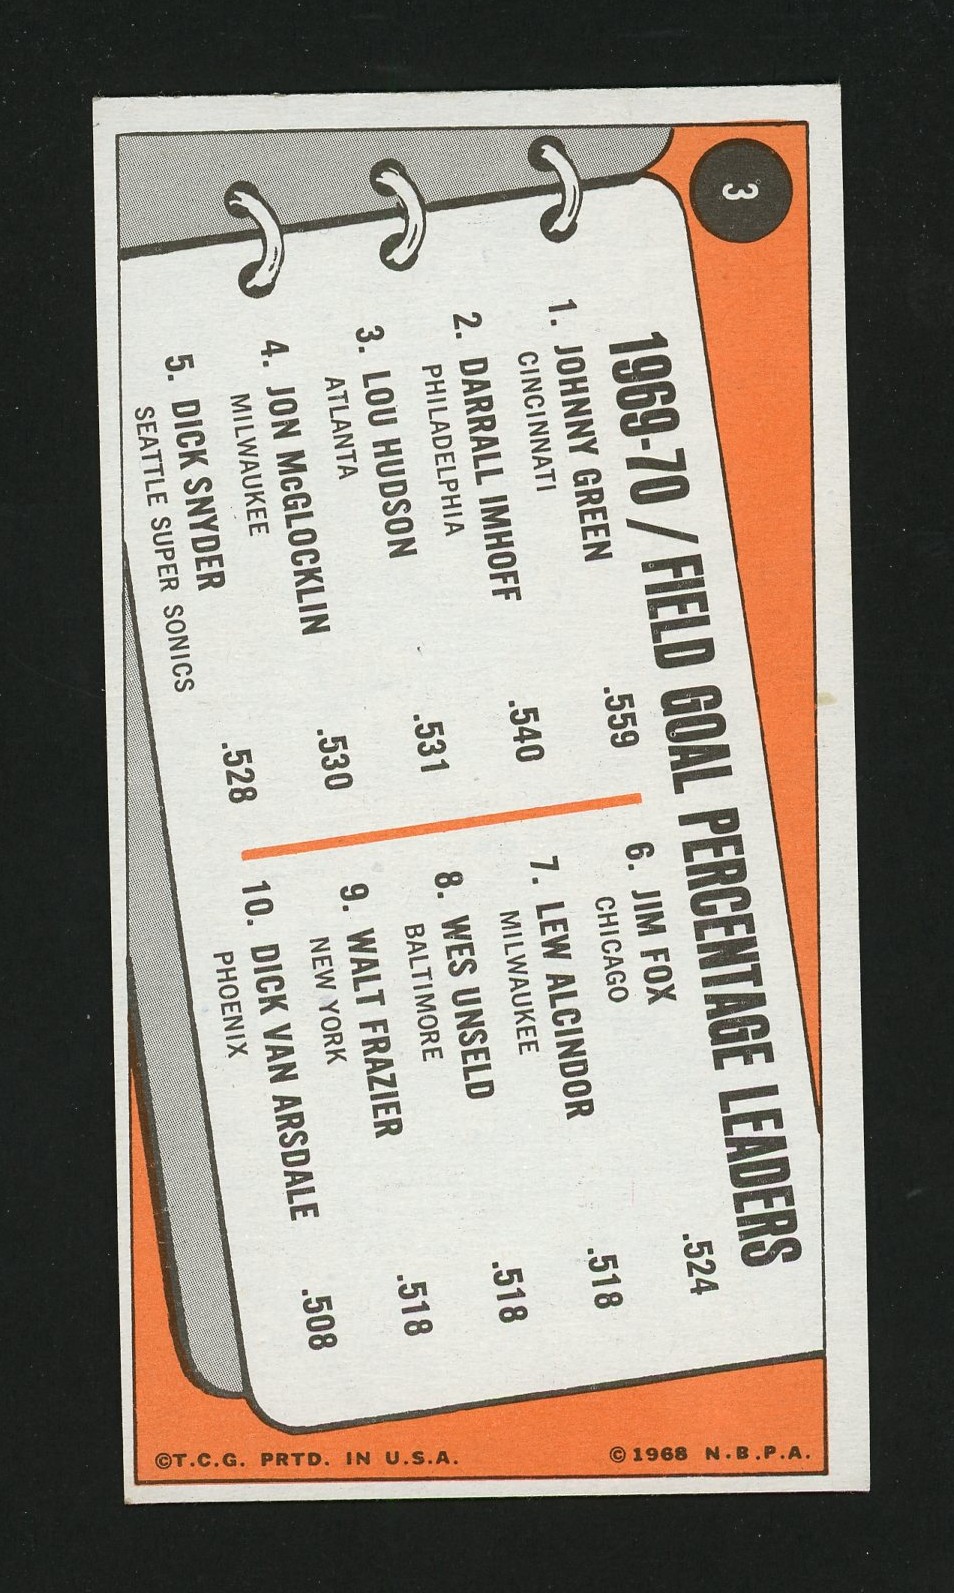 3
1969-70 / FIELD GOAL PERCENTAGE LEADERS
1. JOHNNY GREEN .559
CINCINNATI
2. DARRALL IMHOFF .540
PHILADELPHIA
3. LOU HUDSON .531
ATLANTA
4. JON McGLOCKLIN .530
MILWAUKEE
5. DICK SNYDER .528
SEATTLE SUPER SONICS
6. JIM FOX .524
CHICAGO
7. LEW ALCINDOR .518
MILWAUKEE
8. WES UNSELD .518
BALTIMORE
9. WALT FRAZIER .518
NEW YORK
10. DICK VAN ARSDALE .508
PHOENIX
©T.C.G. PRTD. IN U.S.A.
© 1968 N.B.P.A.